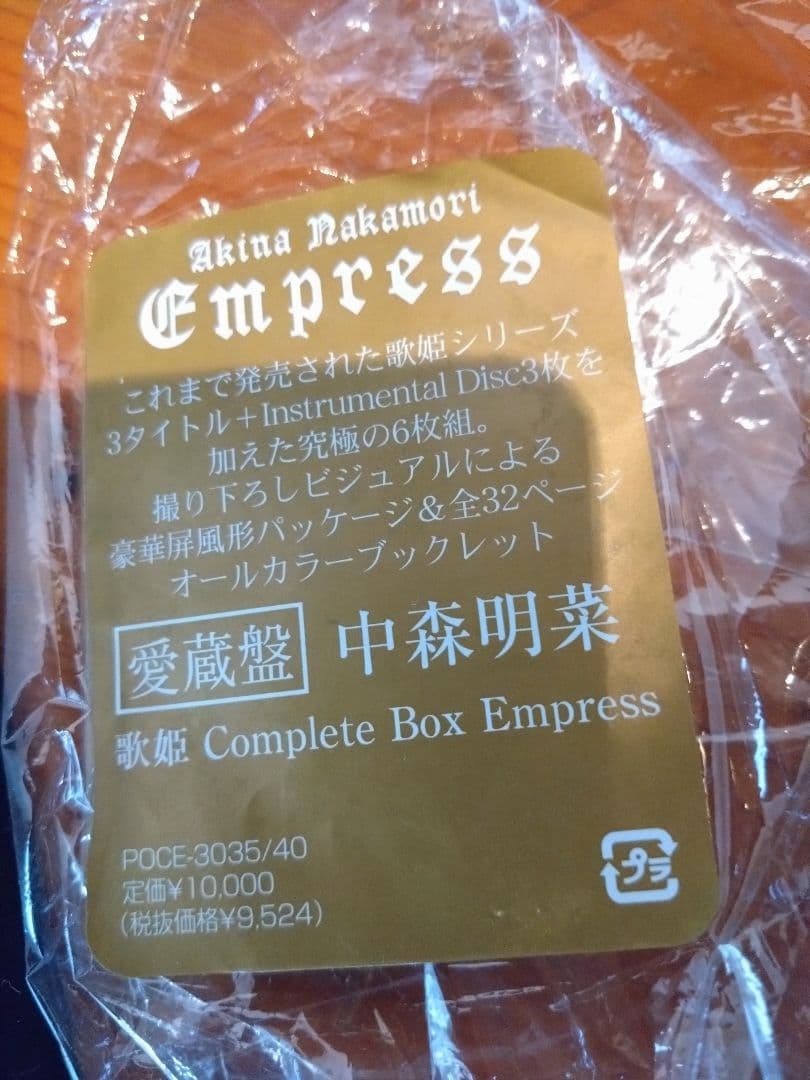 Akina Nakamori
Empress
これまで発売された歌姫シリーズ
3タイトル＋Instrumental Disc3枚を
加えた究極の6枚組。
撮り下ろしビジュアルによる
豪華屏風形パッケージ＆全32ページ
オールカラーブックレット
愛蔵盤 中森明菜
歌姫 Complete Box Empress
POCE-3035/40
定価¥10,000
(税抜価格¥9,524)
プラ